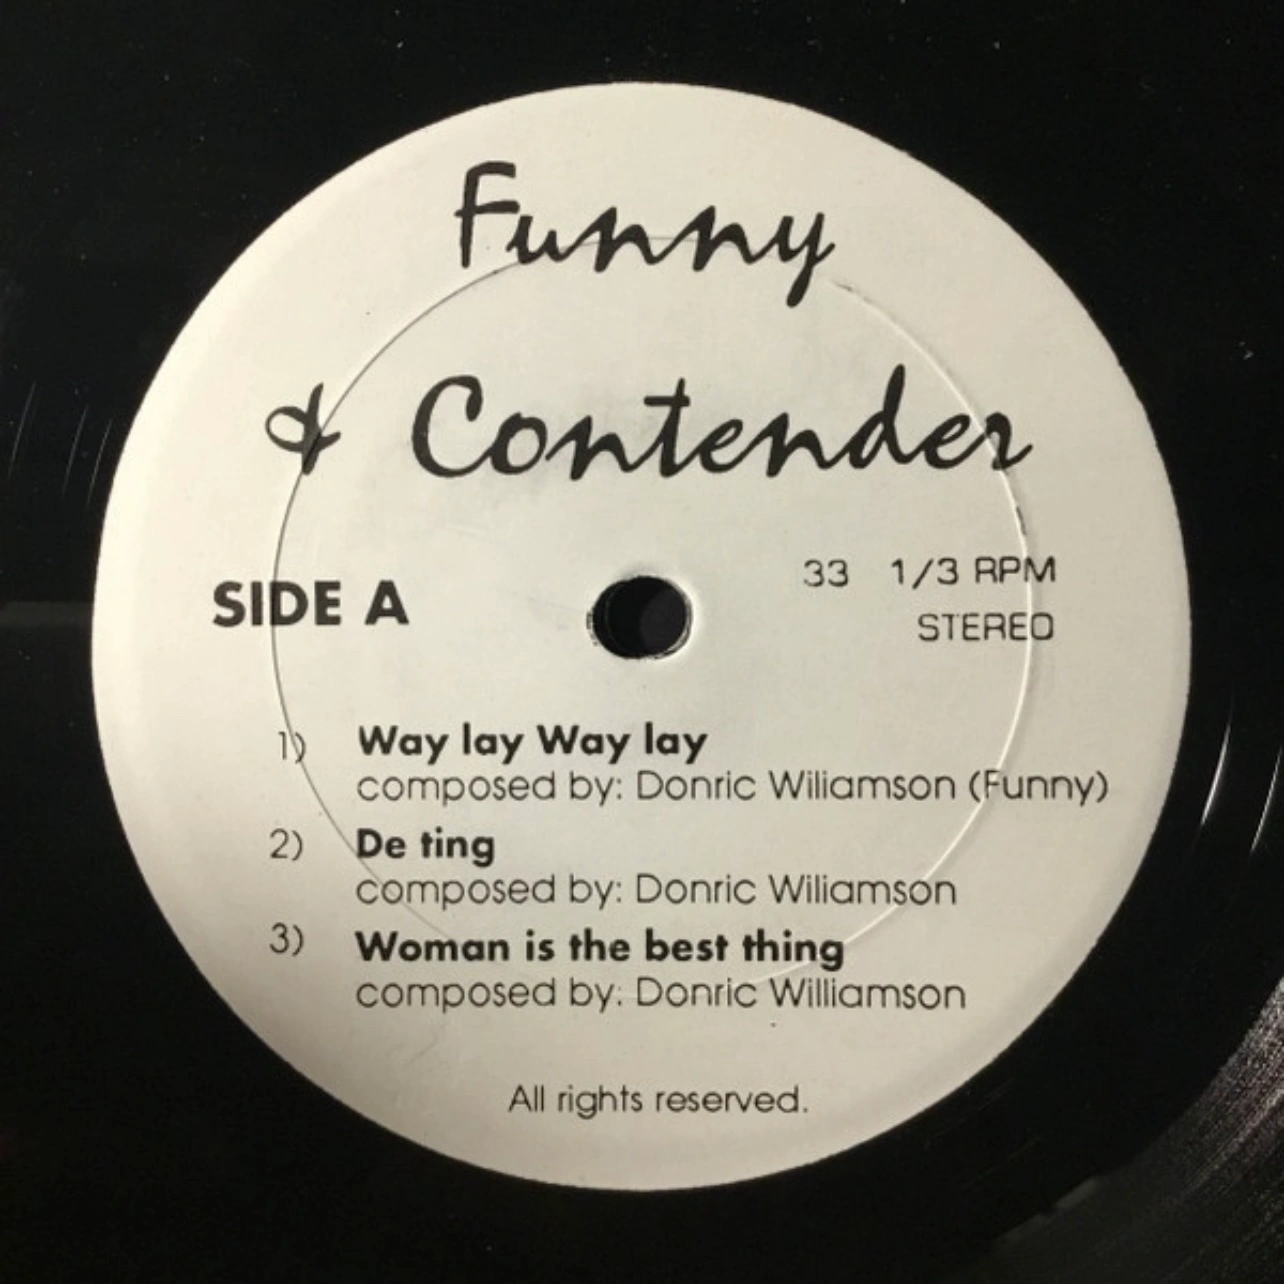 Funny
& Contender
SIDE A
33 1/3 RPM
STEREO
1) Way lay Way lay
composed by: Donric Wiliamson (Funny)
2) De ting
composed by: Donric Wiliamson
3) Woman is the best thing
composed by: Donric Williamson
All rights reserved.